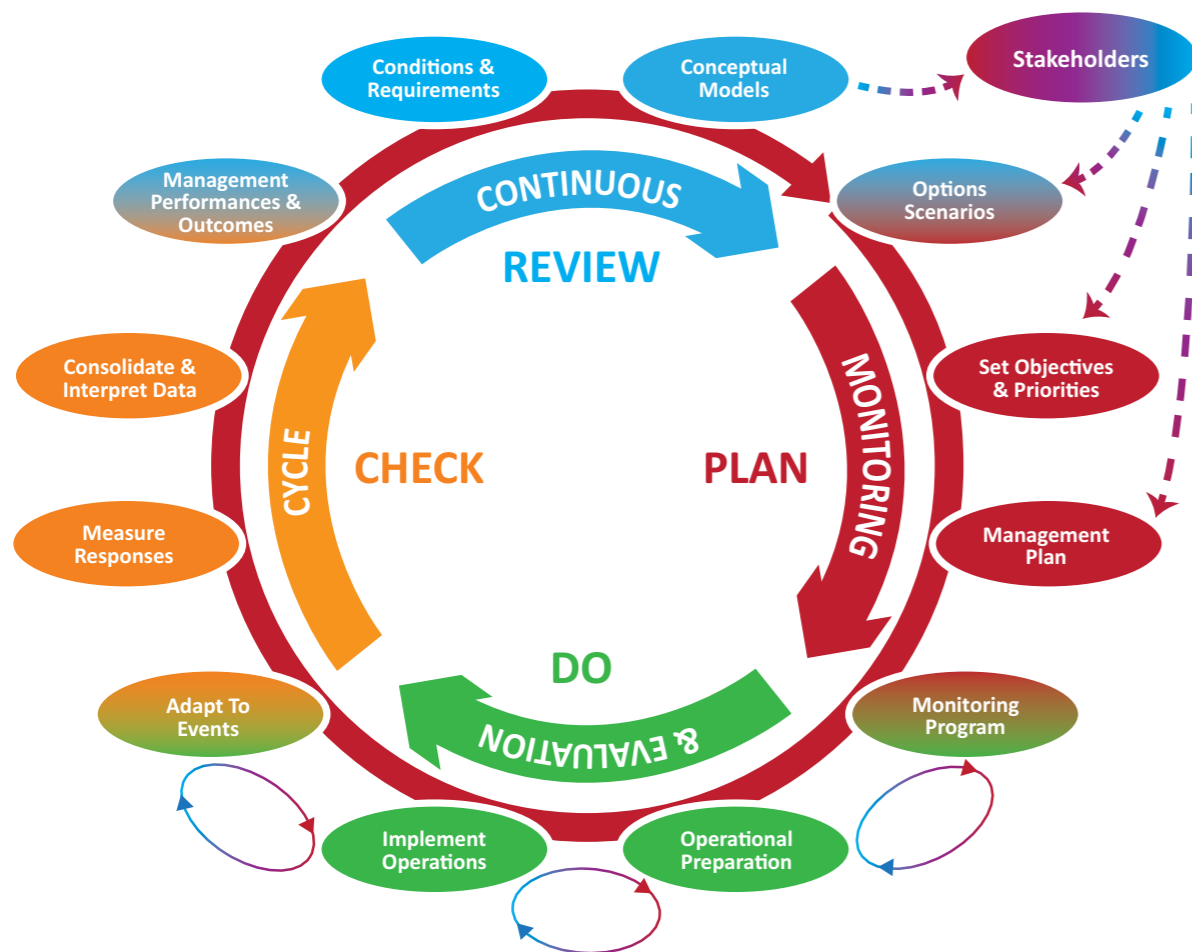 Conditions &
Requirements
Conceptual
Models
Stakeholders
Management
Performances &
Outcomes
Options
Scenarios
CONTINUOUS
REVIEW
Consolidate &
Interpret Data
Set Objectives
& Priorities
CYCLE
CHECK
PLAN
MONITORING
Measure
Responses
Management
Plan
DO
& EVALUATION
Adapt To
Events
Monitoring
Program
Implement
Operations
Operational
Preparation